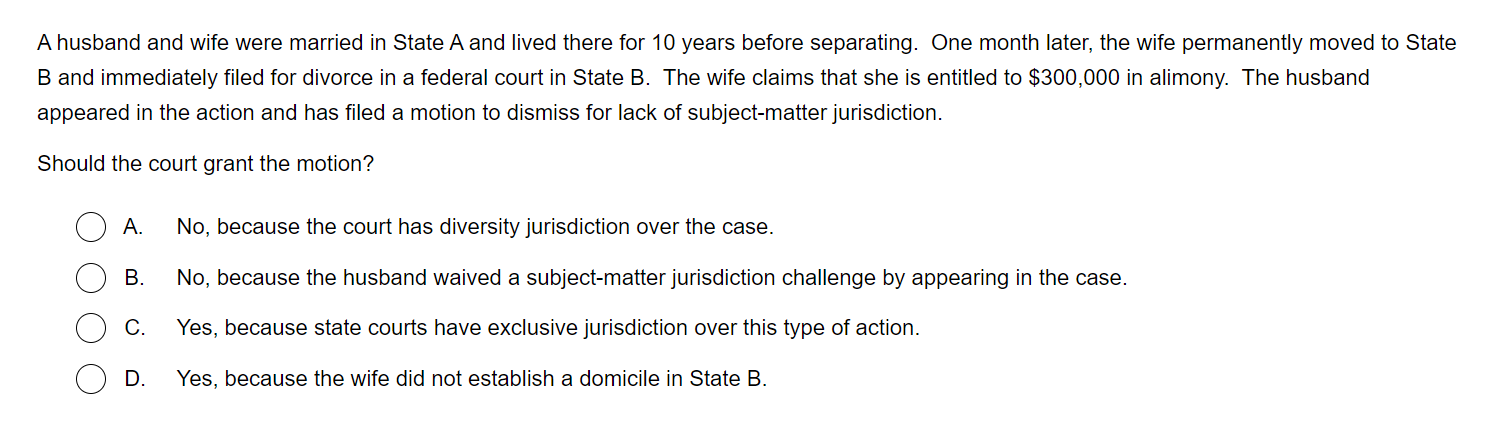 A husband and wife were married in State A and lived there for 10 years before separating.  One month later, the wife permanently moved to State
B and immediately filed for divorce in a federal court in State B.  The wife claims that she is entitled to $300,000 in alimony.  The husband
appeared in the action and has filed a motion to dismiss for lack of subject-matter jurisdiction.
Should the court grant the motion?
A. No, because the court has diversity jurisdiction over the case.
B. No, because the husband waived a subject-matter jurisdiction challenge by appearing in the case.
C. Yes, because state courts have exclusive jurisdiction over this type of action.
D. Yes, because the wife did not establish a domicile in State B.